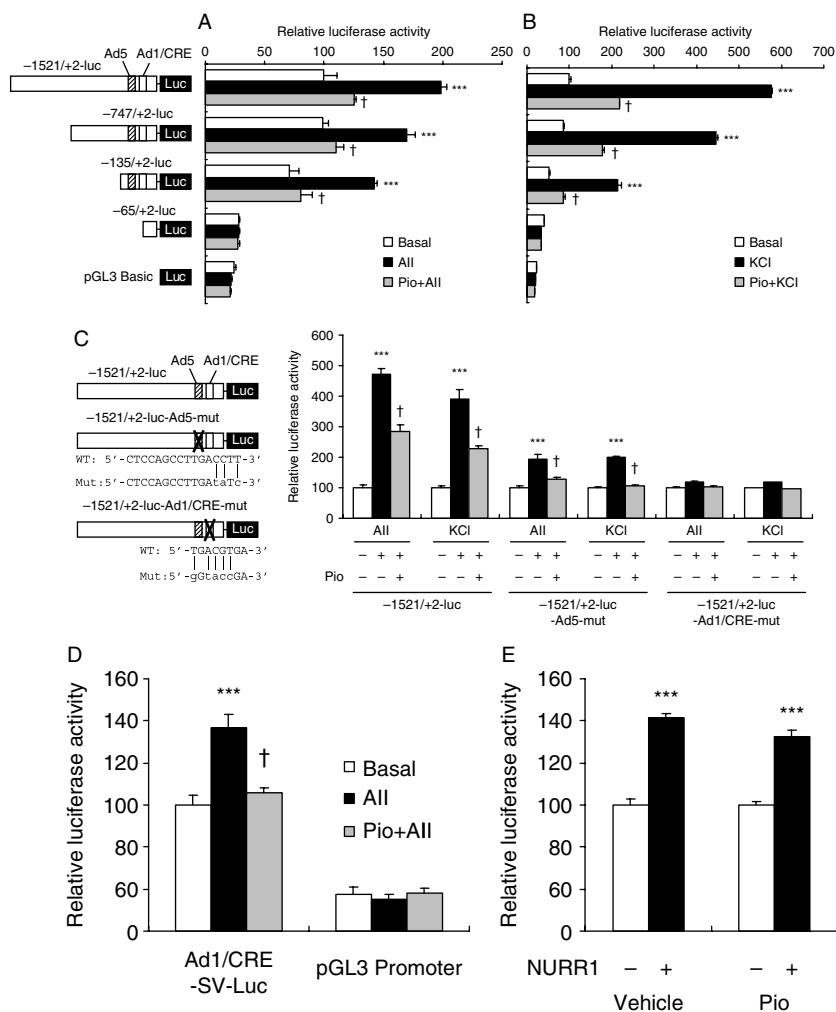 A
Relative luciferase activity
0 50 100 150 200 250
Ad5 Ad1/CRE
−1521/+2-luc
Luc
***
†
−747/+2-luc
Luc
***
†
−135/+2-luc
Luc
***
†
−65/+2-luc
Luc
pGL3 Basic Luc
Basal
AII
Pio+AII
B
Relative luciferase activity
0 100 200 300 400 500 600 700
***
†
***
†
***
†
Basal
KCl
Pio+KCl
C
Ad5 Ad1/CRE
−1521/+2-luc
Luc
−1521/+2-luc-Ad5-mut
Luc
WT: 5’-CTCCAGCCTTGACCTT-3’
Mut:5’-CTCCAGCCTTGAtaTc-3’
−1521/+2-luc-Ad1/CRE-mut
Luc
WT: 5’-TGACGTGA-3’
Mut:5’-gGtaccGA-3’
Relative luciferase activity
600
500
400
300
200
100
0
*** † *** † *** † *** †
AII KCl AII KCl AII KCl
− + + − + + − + + − + + − + + − + +
Pio − − + − − + − − + − − + − − + − − +
−1521/+2-luc
−1521/+2-luc
-Ad5-mut
−1521/+2-luc
-Ad1/CRE-mut
D
Relative luciferase activity
160
140
120
100
80
60
0
***
†
Basal
AII
Pio+AII
Ad1/CRE
-SV-Luc
pGL3 Promoter
E
Relative luciferase activity
160
140
120
100
80
60
0
***
***
NURR1 − + − +
Vehicle Pio